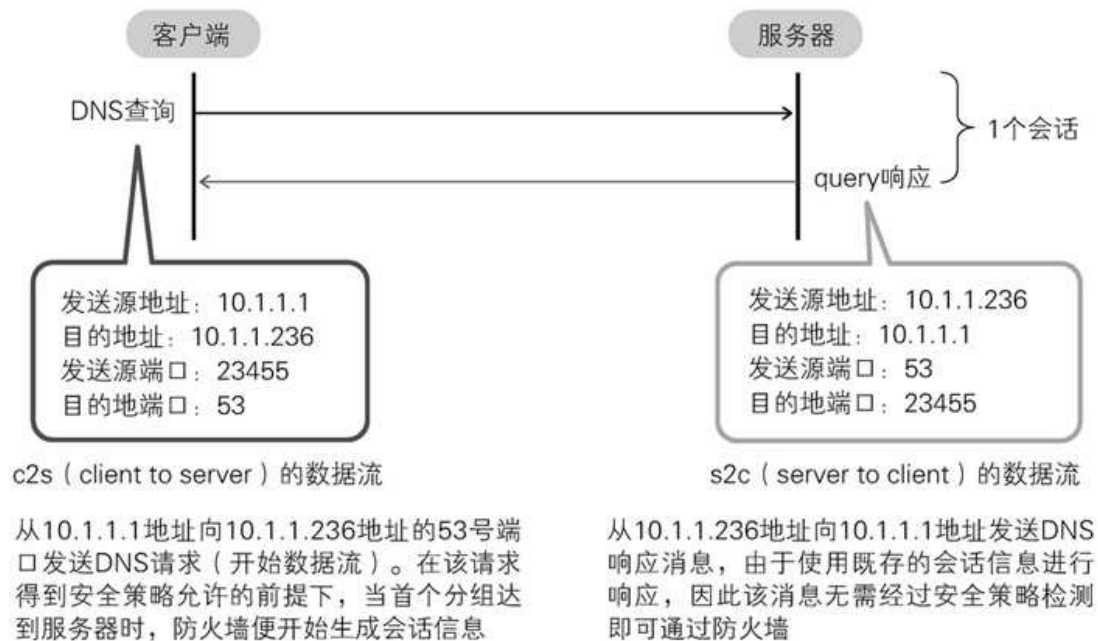 客户端
服务器
DNS查询
1个会话
query响应
发送源地址：10.1.1.1
目的地址：10.1.1.236
发送源端口：23455
目的地端口：53
发送源地址：10.1.1.236
目的地址：10.1.1.1
发送源端口：53
目的地端口：23455
c2s（client to server）的数据流
s2c（server to client）的数据流
从10.1.1.1地址向10.1.1.236地址的53号端
口发送DNS请求（开始数据流）。在该请求
得到安全策略允许的前提下，当首个分组达
到服务器时，防火墙便开始生成会话信息
从10.1.1.236地址向10.1.1.1地址发送DNS
响应消息，由于使用既存的会话信息进行
响应，因此该消息无需经过安全策略检测
即可通过防火墙